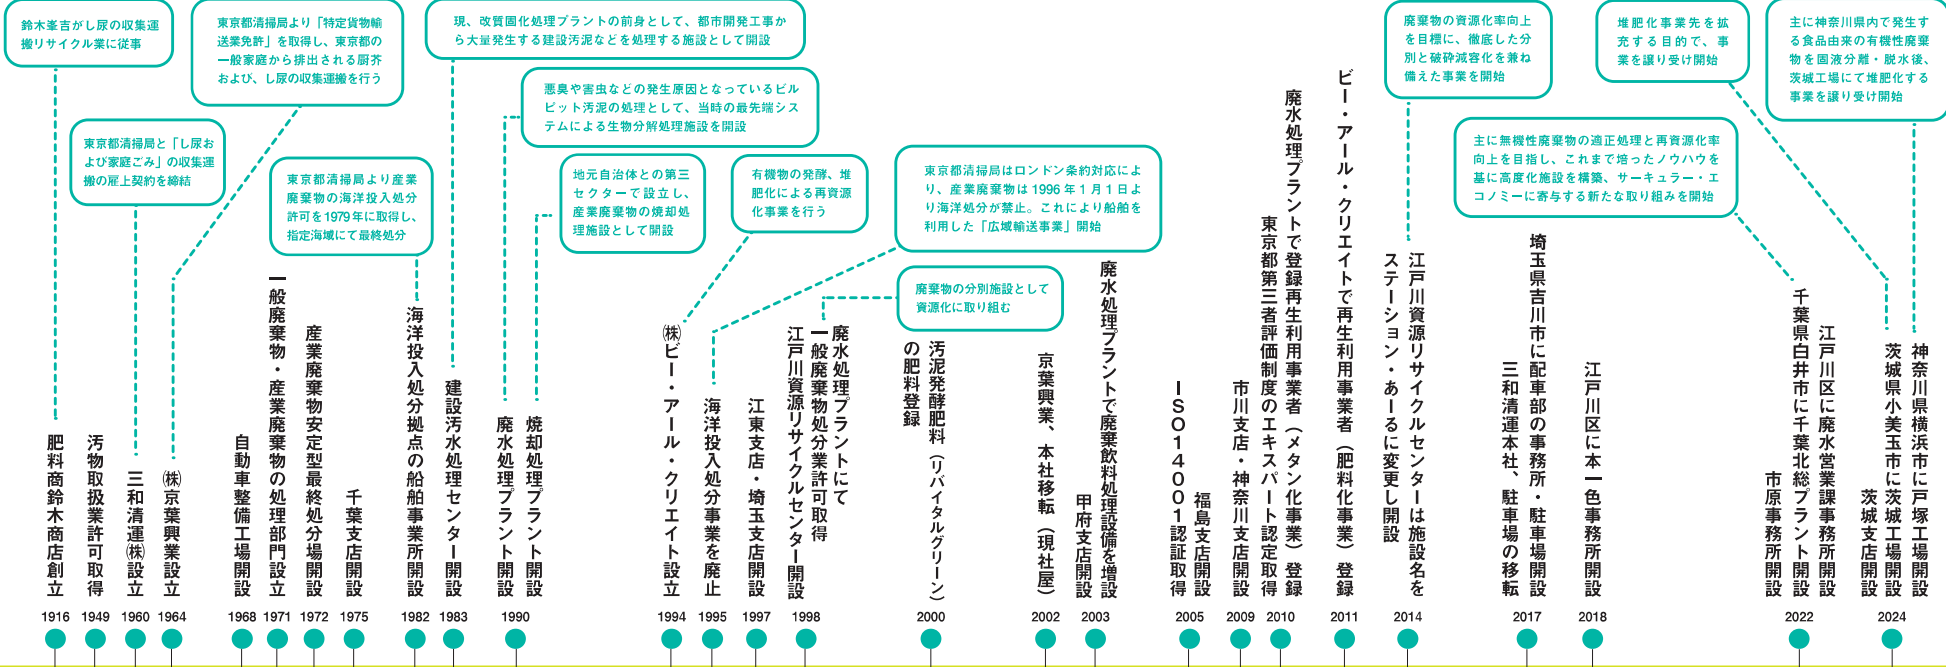 鈴木峯吉がし尿の収集運
搬リサイクル業に従事
東京都清掃局と「し尿お
よび家庭ごみ」の収集運
搬の雇上契約を締結
東京都清掃局より「特定貨物輸
送業免許」を取得し、東京都の
一般家庭から排出される厨芥
および、し尿の収集運搬を行う
東京都清掃局より産業
廃棄物の海洋投入処分
許可を1979年に取得し、
指定海域にて最終処分
現、改質固化処理プラントの前身として、都市開発工事か
ら大量発生する建設汚泥などを処理する施設として開設
悪臭や害虫などの発生原因となっているビル
ピット汚泥の処理として、当時の最先端シス
テムによる生物分解処理施設を開設
地元自治体との第三
セクターで設立し、
産業廃棄物の焼却処
理施設として開設
有機物の発酵、堆
肥化による再資源
化事業を行う
東京都清掃局はロンドン条約対応によ
り、産業廃棄物は1996年1月1日よ
り海洋処分が禁止。これにより船舶を
利用した「広域輸送事業」開始
廃棄物の分別施設として
資源化に取り組む
廃棄物の資源化率向上
を目標に、徹底した分
別と破砕減容化を兼ね
備えた事業を開始
主に無機性廃棄物の適正処理と再資源化率
向上を目指し、これまで培ったノウハウを
基に高度化施設を構築、サーキュラー・エ
コノミーに寄与する新たな取り組みを開始
堆肥化事業先を拡
充する目的で、事
業を譲り受け開始
主に神奈川県内で発生す
る食品由来の有機性廃棄
物を固液分離・脱水後、
茨城工場にて堆肥化する
事業を譲り受け開始
肥料商鈴木商店創立
1916
汚物取扱業許可取得
1949
三和清運㈱設立
1960
㈱京葉興業設立
1964
自動車整備工場開設
1968
一般廃棄物・産業廃棄物の処理部門設立
1971
産業廃棄物安定型最終処分場開設
1972
千葉支店開設
1975
海洋投入処分拠点の船舶事業所開設
1982
建設汚水処理センター開設
1983
焼却処理プラント開設
廃水処理プラント開設
1990
㈱ビー・アール・クリエイト設立
1994
海洋投入処分事業を廃止
1995
江東支店・埼玉支店開設
1997
廃水処理プラントにて
一般廃棄物処分業許可取得
江戸川資源リサイクルセンター開設
1998
汚泥発酵肥料（リバイタルグリーン）
の肥料登録
2000
京葉興業、本社移転（現社屋）
2002
廃水処理プラントで廃棄飲料処理設備を増設
甲府支店開設
2003
福島支店開設
ISO14001認証取得
2005
市川支店・神奈川支店開設
2009
廃水処理プラントで登録再生利用事業者（メタン化事業）登録
東京都第三者評価制度のエキスパート認定取得
2010
ビー・アール・クリエイトで再生利用事業者（肥料化事業）登録
2011
江戸川資源リサイクルセンターは施設名を
ステーション・あーるに変更し開設
2014
埼玉県吉川市に配車部の事務所・駐車場開設
三和清運本社、駐車場の移転
2017
江戸川区に本一色事務所開設
2018
江戸川区に廃水営業課事務所開設
千葉県白井市に千葉北総プラント開設
市原事務所開設
2022
神奈川県横浜市に戸塚工場開設
茨城県小美玉市に茨城工場開設
茨城支店開設
2024